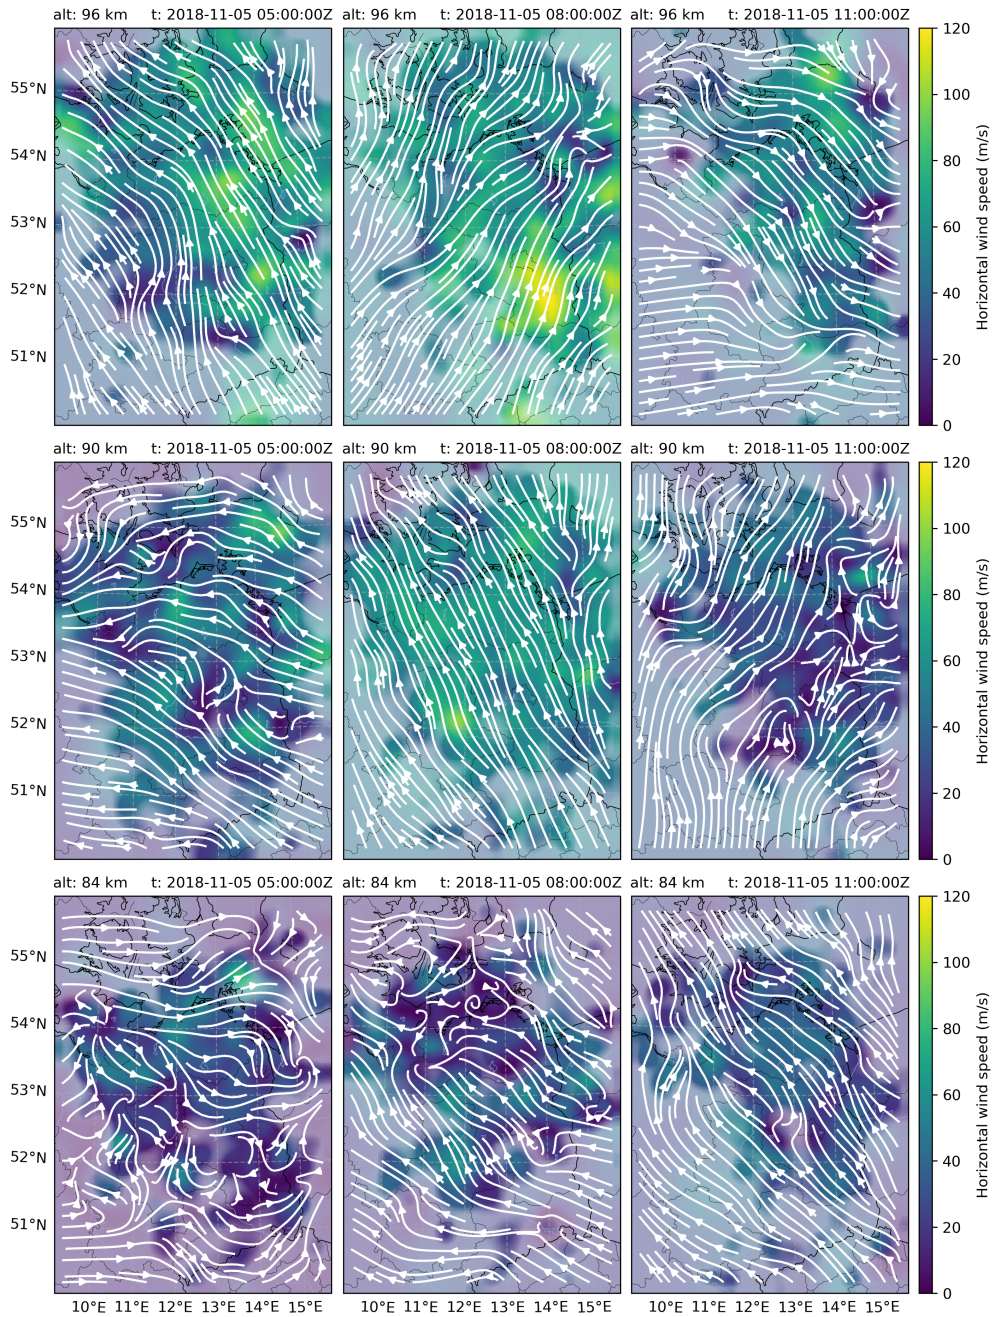 alt: 96 km t: 2018-11-05 05:00:00Z
alt: 96 km t: 2018-11-05 08:00:00Z
alt: 96 km t: 2018-11-05 11:00:00Z
55°N
54°N
53°N
52°N
51°N
120
100
80
60
40
20
0
Horizontal wind speed (m/s)
alt: 90 km t: 2018-11-05 05:00:00Z
alt: 90 km t: 2018-11-05 08:00:00Z
alt: 90 km t: 2018-11-05 11:00:00Z
55°N
54°N
53°N
52°N
51°N
120
100
80
60
40
20
0
Horizontal wind speed (m/s)
alt: 84 km t: 2018-11-05 05:00:00Z
alt: 84 km t: 2018-11-05 08:00:00Z
alt: 84 km t: 2018-11-05 11:00:00Z
55°N
54°N
53°N
52°N
51°N
120
100
80
60
40
20
0
Horizontal wind speed (m/s)
10°E 11°E 12°E 13°E 14°E 15°E
10°E 11°E 12°E 13°E 14°E 15°E
10°E 11°E 12°E 13°E 14°E 15°E